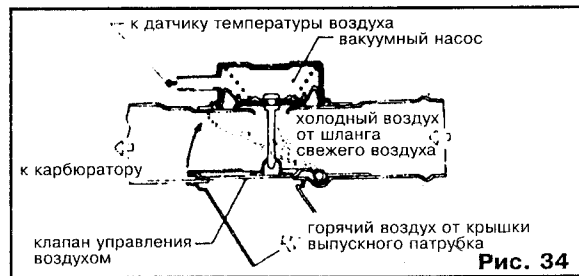 к датчику температуры воздуха
вакуумный насос
холодный воздух
от шланга
свежего воздуха
к карбюратору
горячий воздух от крышки
выпускного патрубка
клапан управления
воздухом
Рис. 34